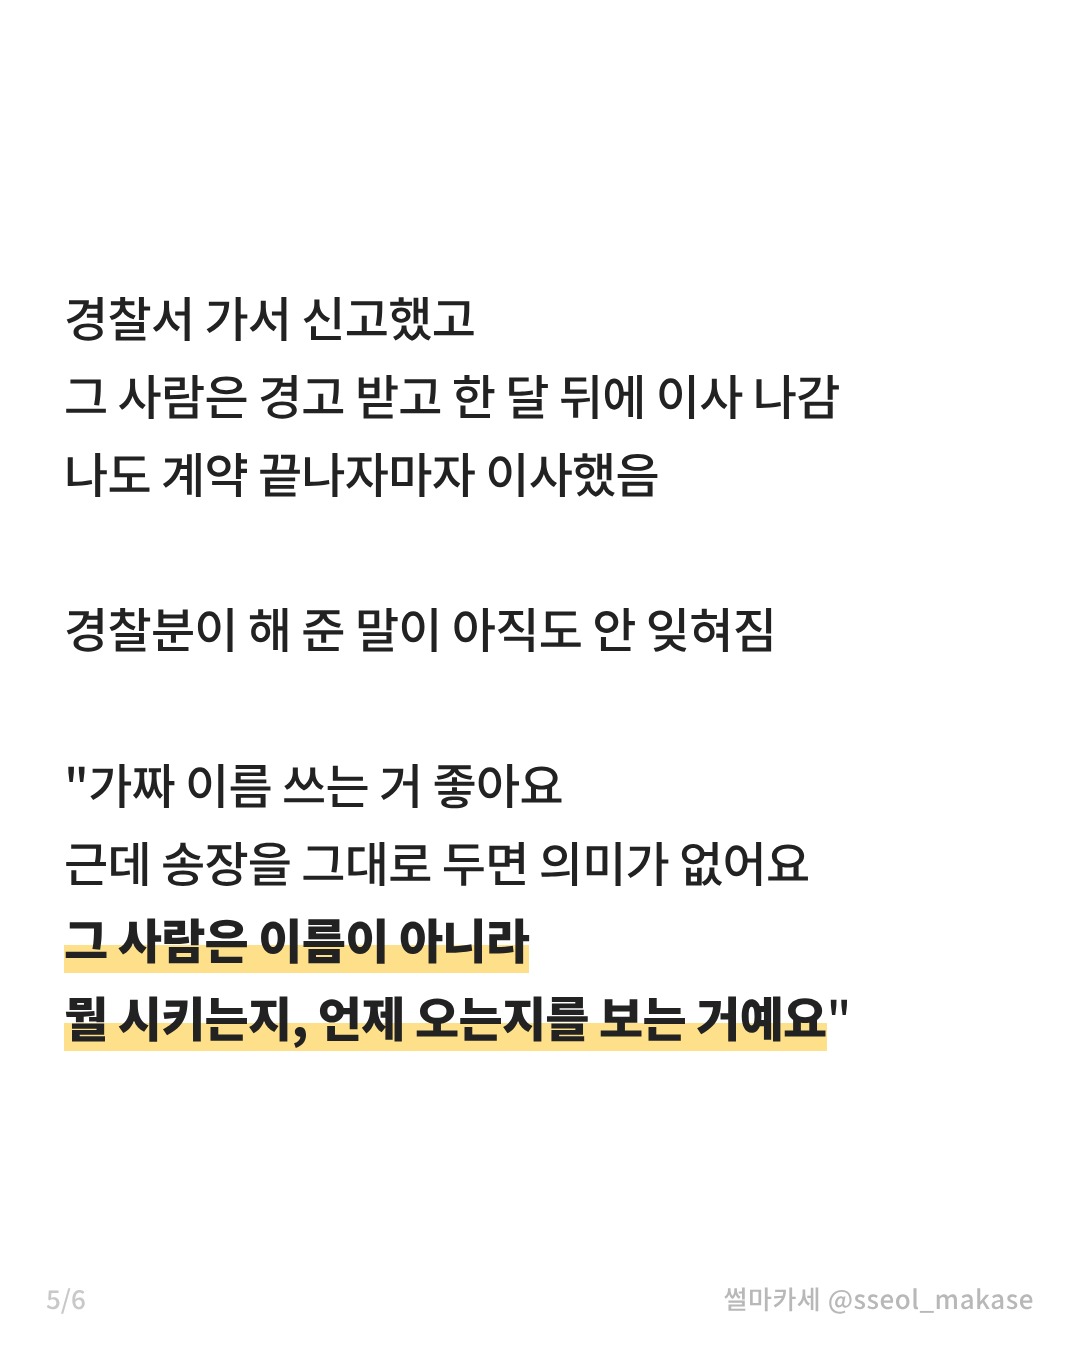 경찰서 가서 신고했고
그 사람은 경고 받고 한 달 뒤에 이사 나감
나도 계약 끝나자마자 이사했음
경찰분이 해 준 말이 아직도 안 잊혀짐
"가짜 이름 쓰는 거 좋아요
근데 송장을 그대로 두면 의미가 없어요
그 사람은 이름이 아니라
뭘 시키는지, 언제 오는지를 보는 거예요"
5/6
썰마카세 @sseol_makase